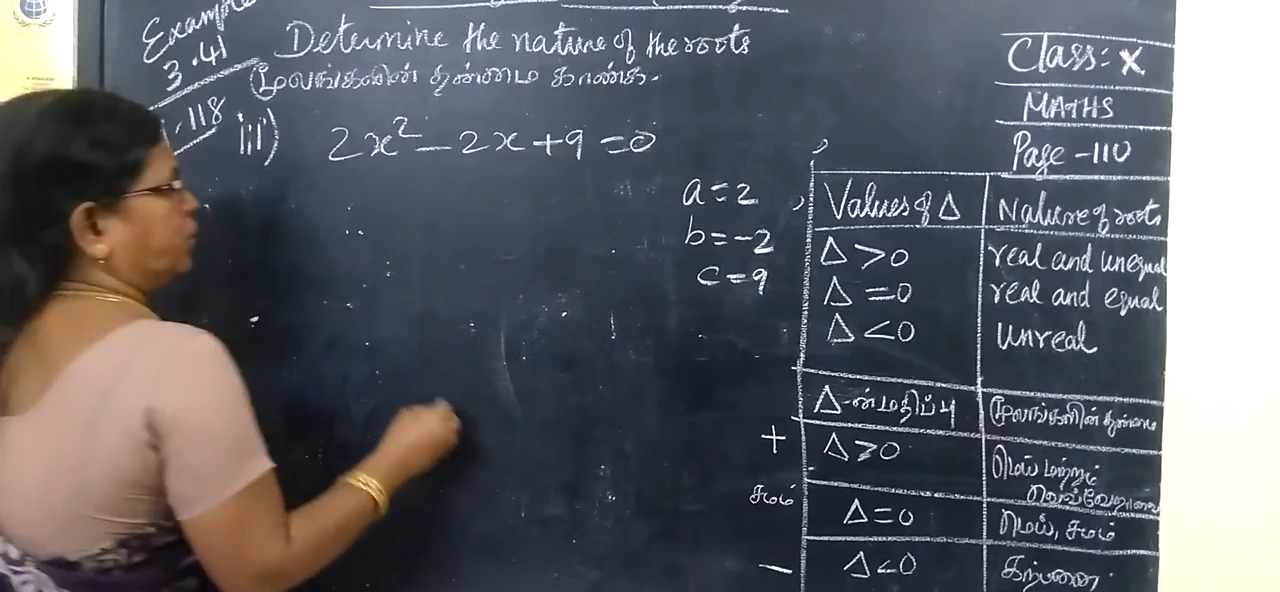 Example
3.41
Determine the nature of the roots
மூலங்களின் தன்மை காண்க.
118
iii) 2x² - 2x + 9 = 0
a = 2
b = -2
c = 9
Class: X
MATHS
Page - 110
Values of Δ Nature of roots
Δ > 0 real and unequal
Δ = 0 real and equal
Δ < 0 unreal
Δ-ன் மதிப்பு மூலங்களின் தன்மை
+ Δ > 0 மெய் மற்றும்
வெவ்வேறானவை
சமம் Δ = 0 மெய், சமம்
- Δ < 0 கற்பனை.